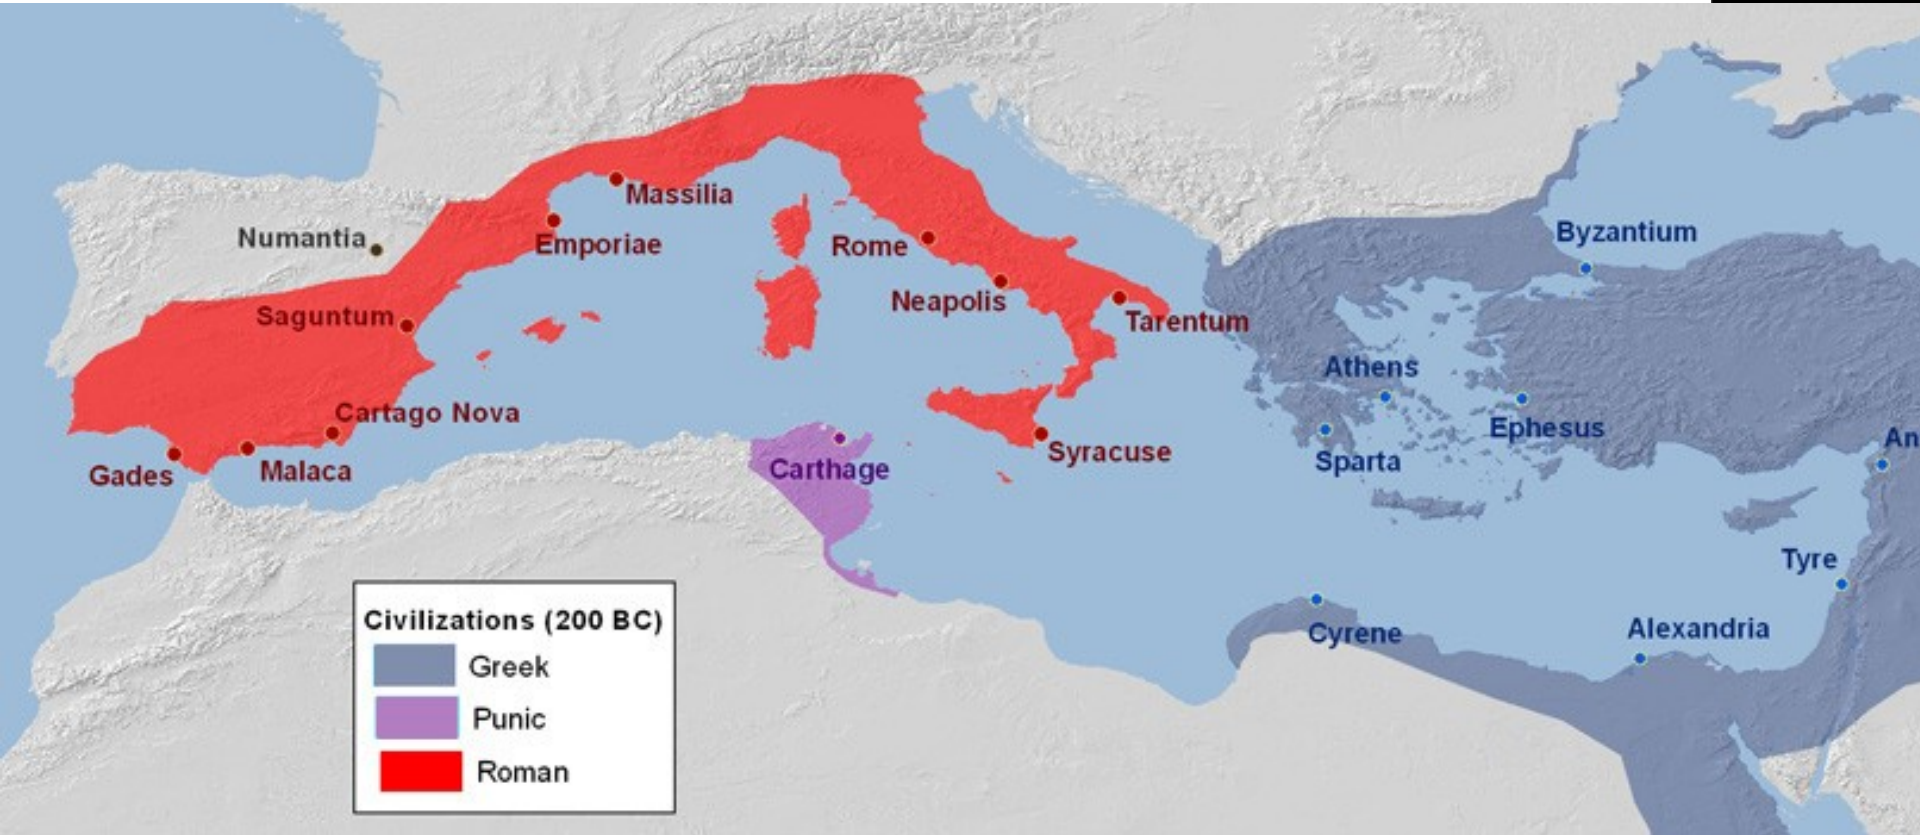 Massilia
Numantia
Emporiae
Rome
Byzantium
Saguntum
Neapolis
Tarentum
Athens
Cartago Nova
Ephesus
An
Gades
Malaca
Carthage
Syracuse
Sparta
Tyre
Cyrene
Alexandria
Civilizations (200 BC)
Greek
Punic
Roman